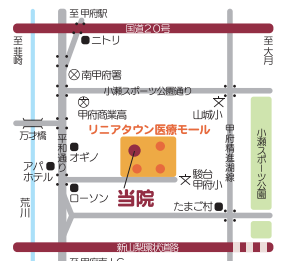 至 甲府駅
国道20号
至韮崎
ニトリ
至大月
南甲府署
小瀬スポーツ公園通り
甲府商業高
山城小
万才橋
リニアタウン医療モール
平和通り
甲府精進湖線
小瀬スポーツ公園
オギノ
アパ
ホテル
駿台
甲府小
荒川
ローソン
当院
たまご村
新山梨環状道路
至 甲府南IC